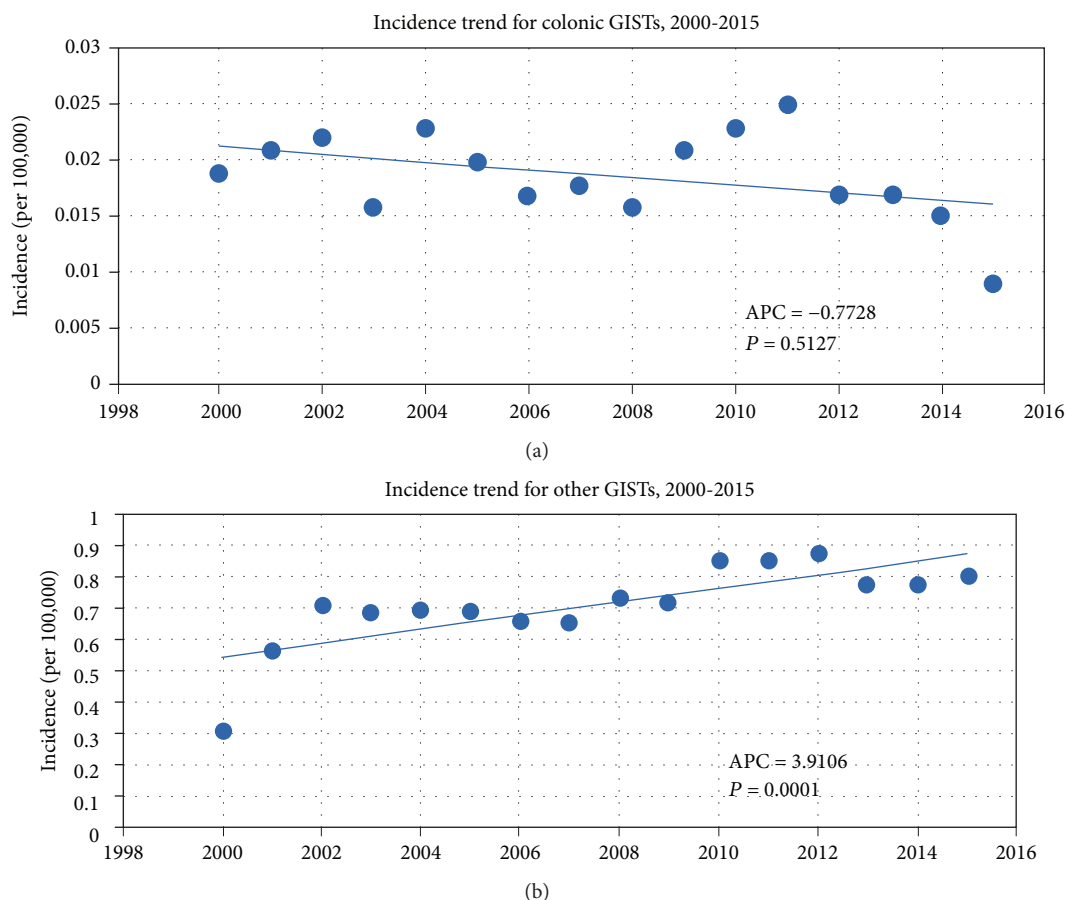 Incidence trend for colonic GISTs, 2000-2015
Incidence (per 100,000)
0.03
0.025
0.02
0.015
0.01
0.005
0
APC = −0.7728
P = 0.5127
1998 2000 2002 2004 2006 2008 2010 2012 2014 2016
(a)
Incidence trend for other GISTs, 2000-2015
Incidence (per 100,000)
1
0.9
0.8
0.7
0.6
0.5
0.4
0.3
0.2
0.1
0
APC = 3.9106
P = 0.0001
1998 2000 2002 2004 2006 2008 2010 2012 2014 2016
(b)